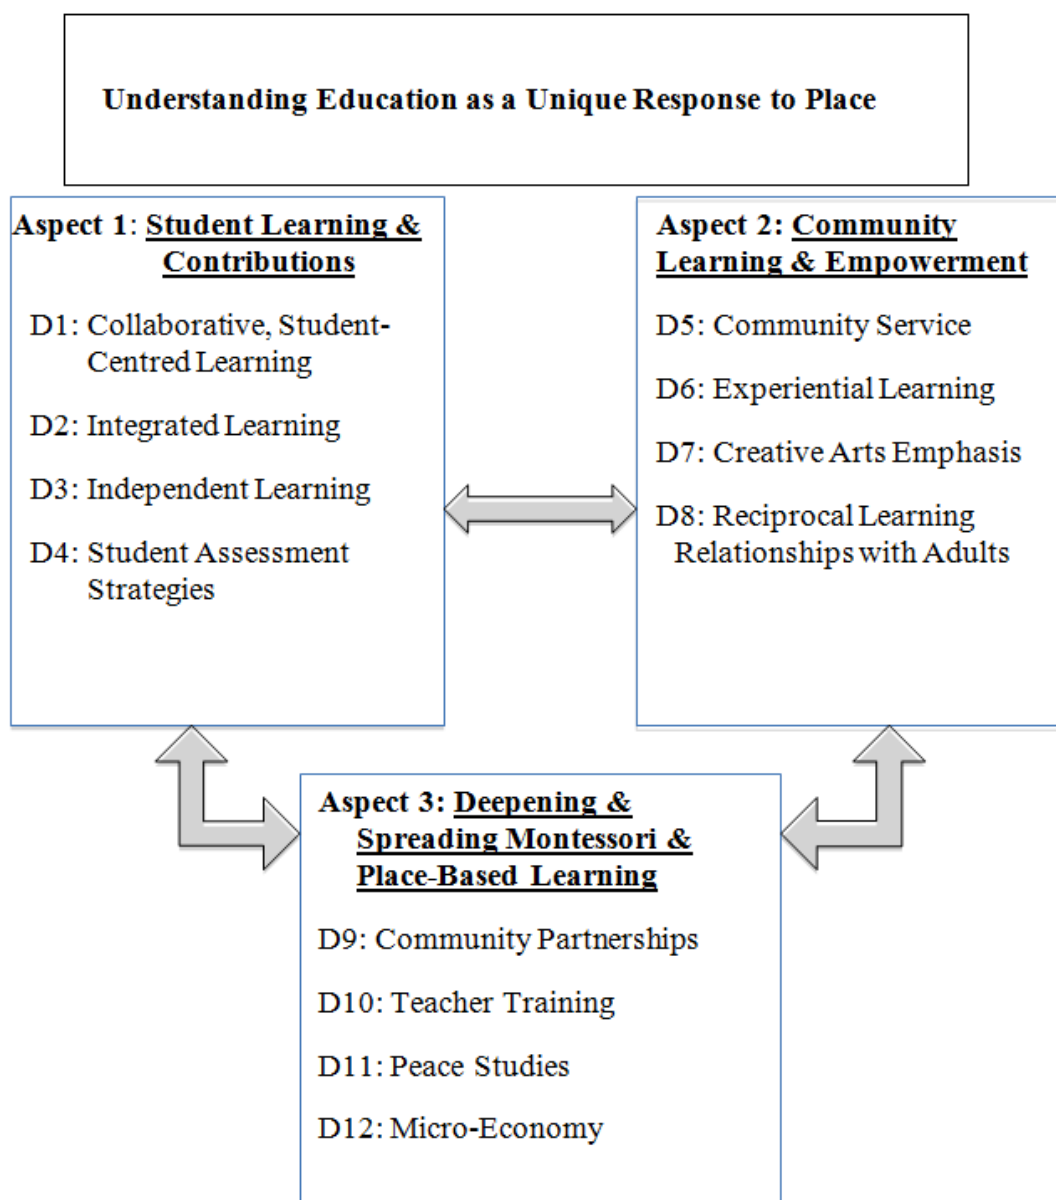 Understanding Education as a Unique Response to Place
Aspect 1: Student Learning &
Contributions
D1: Collaborative, Student-
Centred Learning
D2: Integrated Learning
D3: Independent Learning
D4: Student Assessment
Strategies
Aspect 2: Community
Learning & Empowerment
D5: Community Service
D6: Experiential Learning
D7: Creative Arts Emphasis
D8: Reciprocal Learning
Relationships with Adults
Aspect 3: Deepening &
Spreading Montessori &
Place-Based Learning
D9: Community Partnerships
D10: Teacher Training
D11: Peace Studies
D12: Micro-Economy